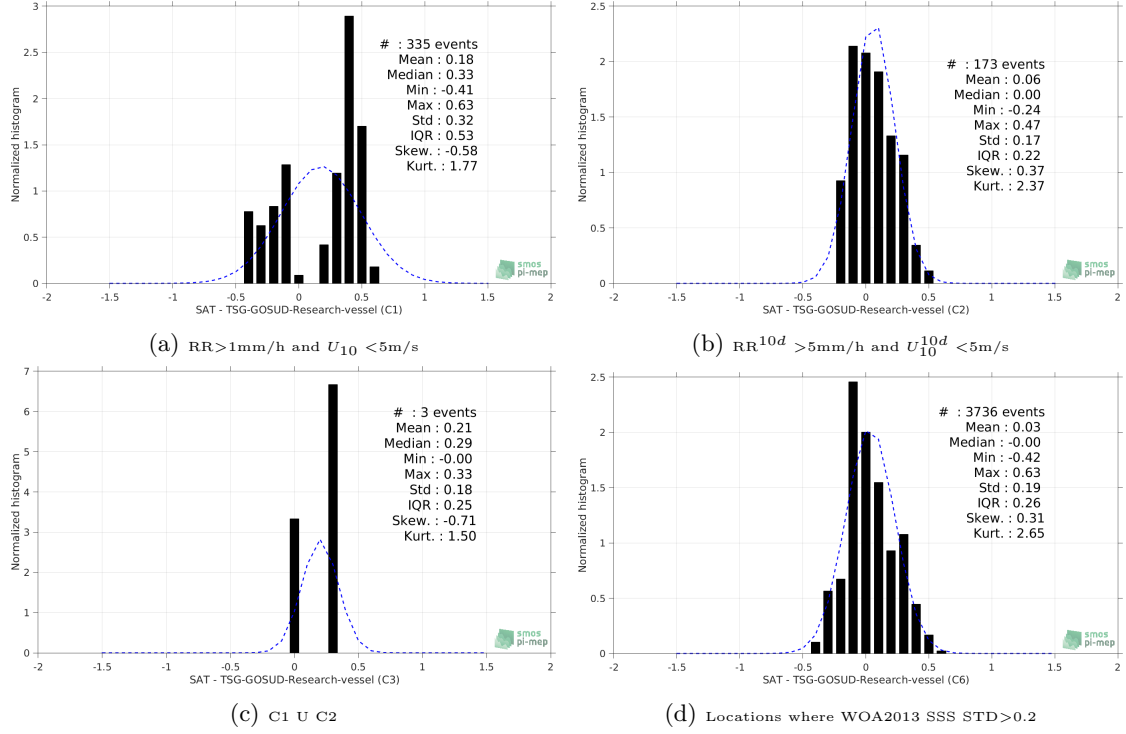 3
2.5
2
1.5
1
0.5
0
-2
-1.5
-1
-0.5
0
0.5
1
1.5
2
Normalized histogram
SAT - TSG-GOSUD-Research-vessel (C1)
# : 335 events
Mean : 0.18
Median : 0.33
Min : -0.41
Max : 0.63
Std : 0.32
IQR : 0.53
Skew. : -0.58
Kurt. : 1.77
smos
pi-mep
(a) RR>1mm/h and U10 <5m/s
2.5
2
1.5
1
0.5
0
-2
-1.5
-1
-0.5
0
0.5
1
1.5
2
Normalized histogram
SAT - TSG-GOSUD-Research-vessel (C2)
# : 173 events
Mean : 0.06
Median : 0.00
Min : -0.24
Max : 0.47
Std : 0.17
IQR : 0.22
Skew. : 0.37
Kurt. : 2.37
smos
pi-mep
(b) RR^10d >5mm/h and U10^10d <5m/s
7
6
5
4
3
2
1
0
-2
-1.5
-1
-0.5
0
0.5
1
1.5
2
Normalized histogram
SAT - TSG-GOSUD-Research-vessel (C3)
# : 3 events
Mean : 0.21
Median : 0.29
Min : -0.00
Max : 0.33
Std : 0.18
IQR : 0.25
Skew. : -0.71
Kurt. : 1.50
smos
pi-mep
(c) C1 U C2
2.5
2
1.5
1
0.5
0
-2
-1.5
-1
-0.5
0
0.5
1
1.5
2
Normalized histogram
SAT - TSG-GOSUD-Research-vessel (C6)
# : 3736 events
Mean : 0.03
Median : -0.00
Min : -0.42
Max : 0.63
Std : 0.19
IQR : 0.26
Skew. : 0.31
Kurt. : 2.65
smos
pi-mep
(d) Locations where WOA2013 SSS STD>0.2